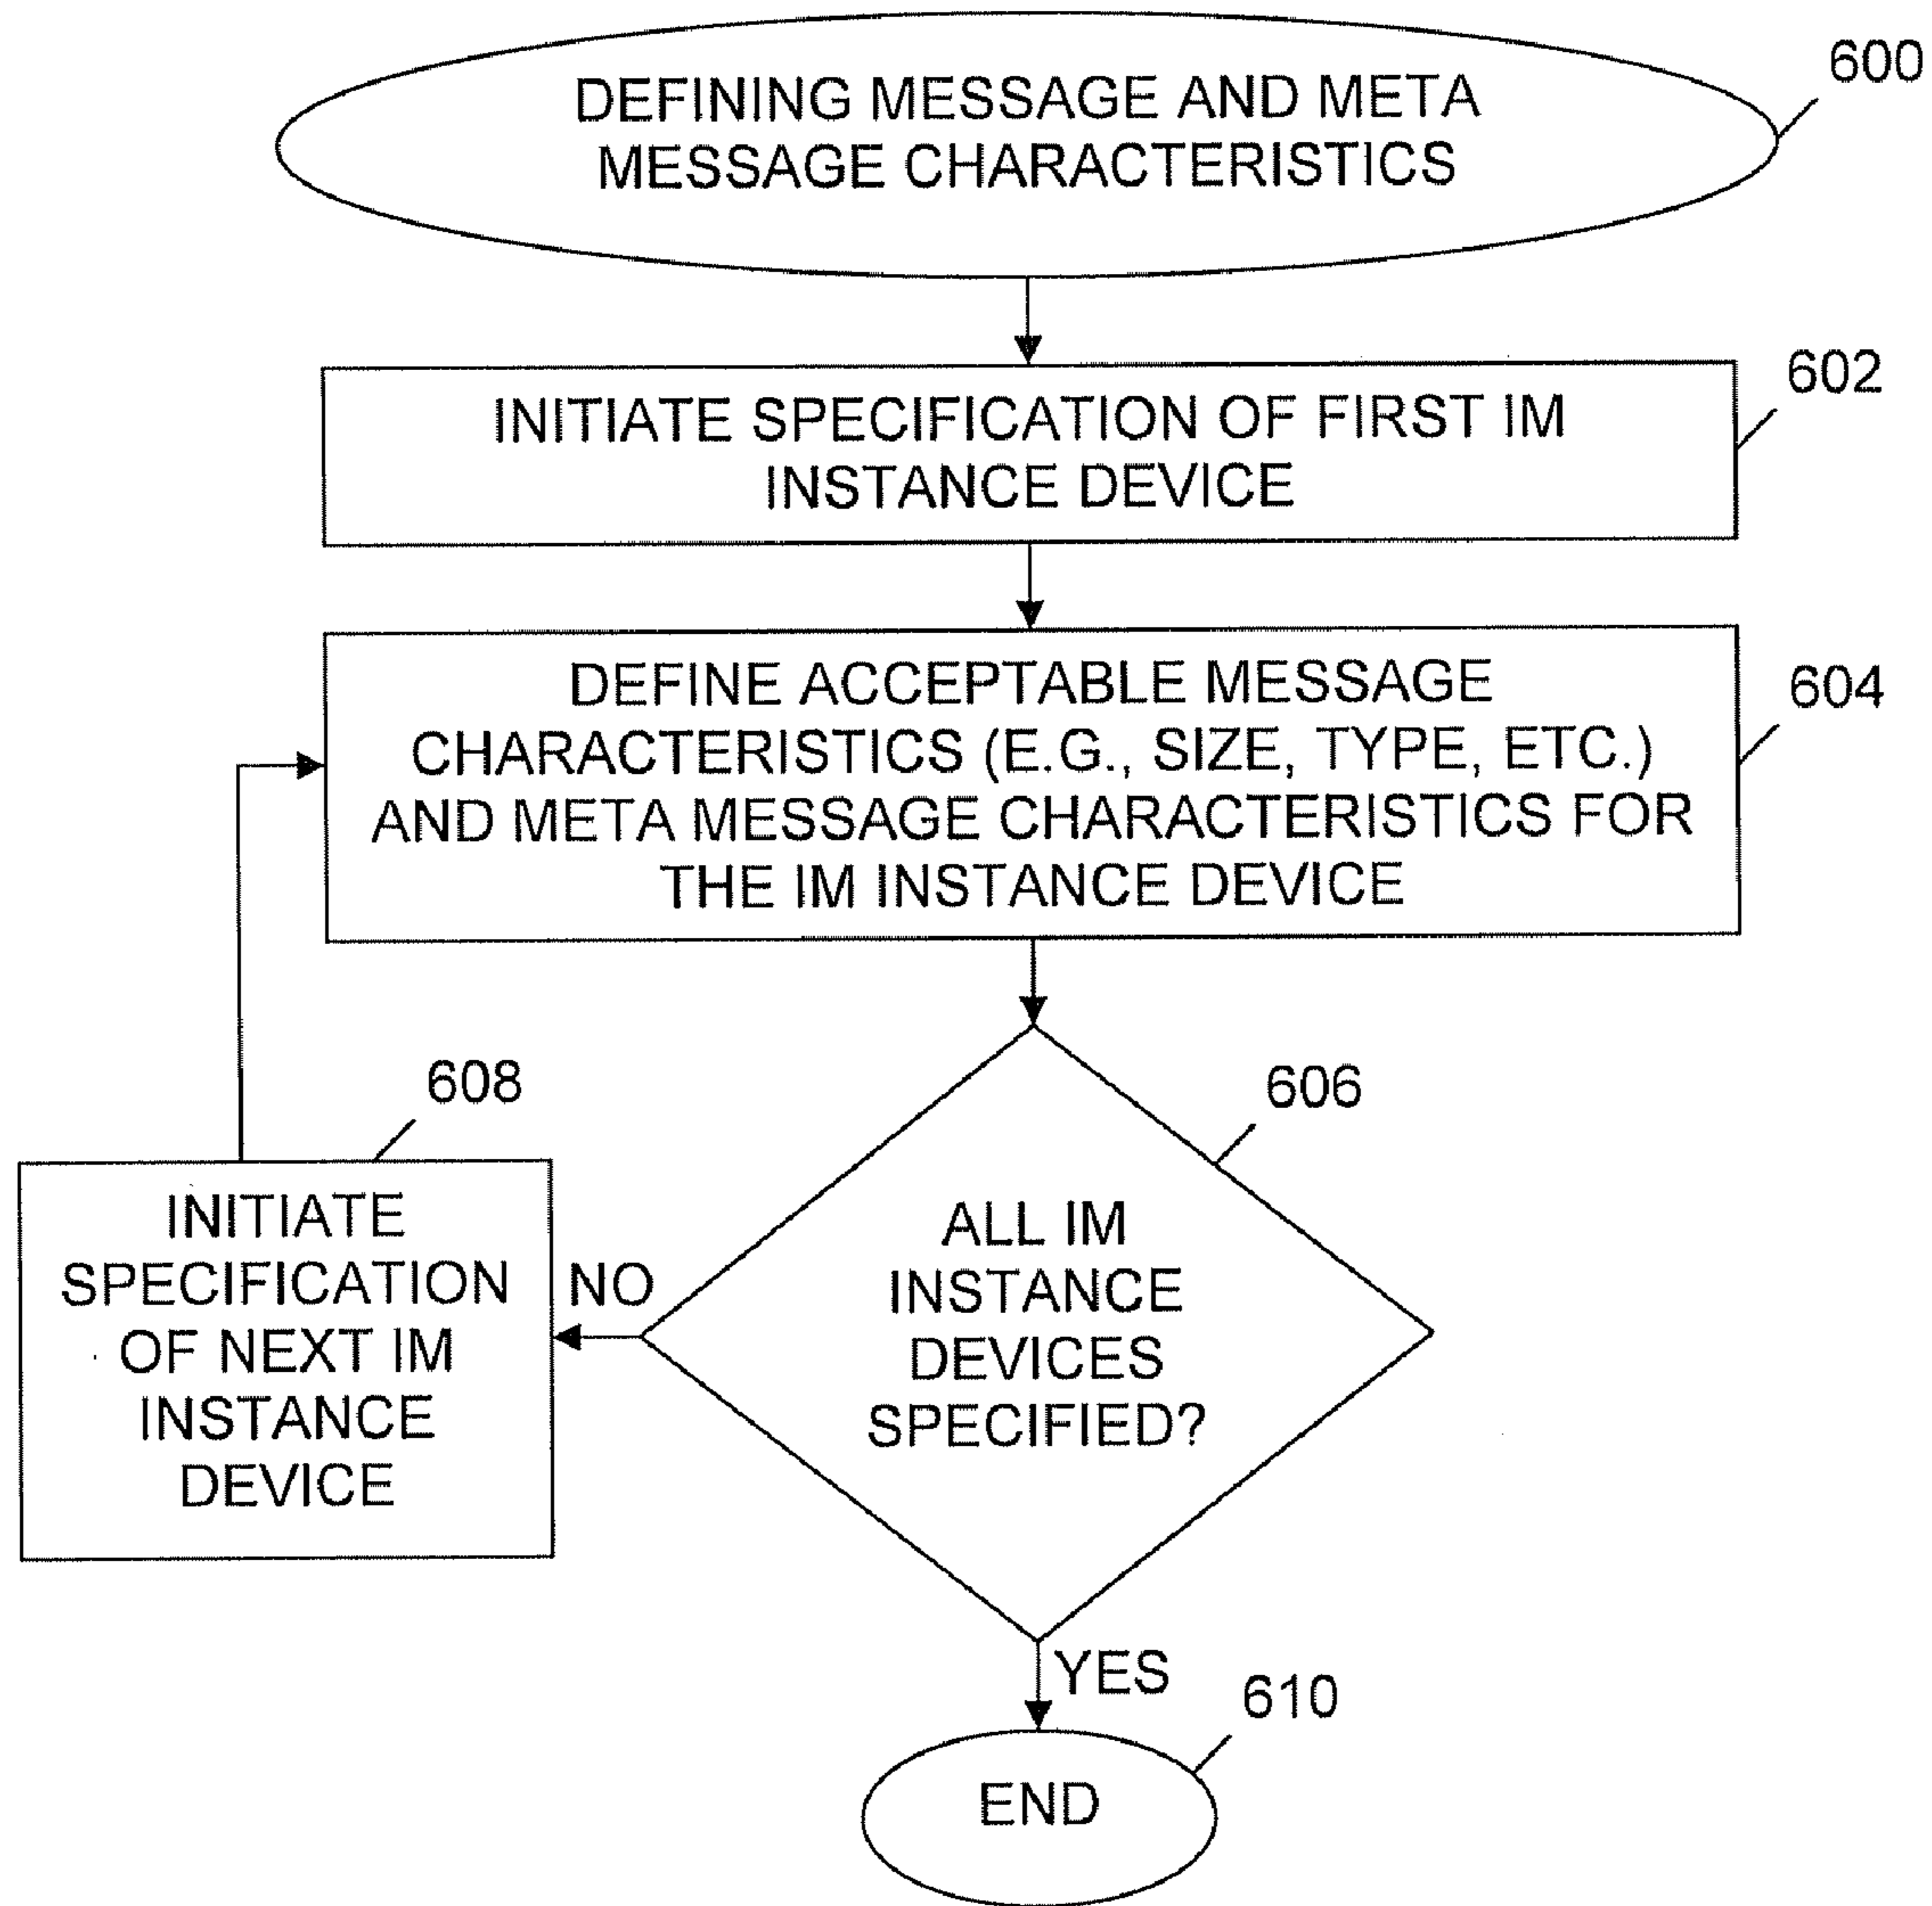 DEFINING MESSAGE AND META
MESSAGE CHARACTERISTICS
600
INITIATE SPECIFICATION OF FIRST IM
INSTANCE DEVICE
602
DEFINE ACCEPTABLE MESSAGE
CHARACTERISTICS (E.G., SIZE, TYPE, ETC.)
AND META MESSAGE CHARACTERISTICS FOR
THE IM INSTANCE DEVICE
604
606
ALL IM
INSTANCE
DEVICES
SPECIFIED?
NO
608
INITIATE
SPECIFICATION
OF NEXT IM
INSTANCE
DEVICE
YES
610
END